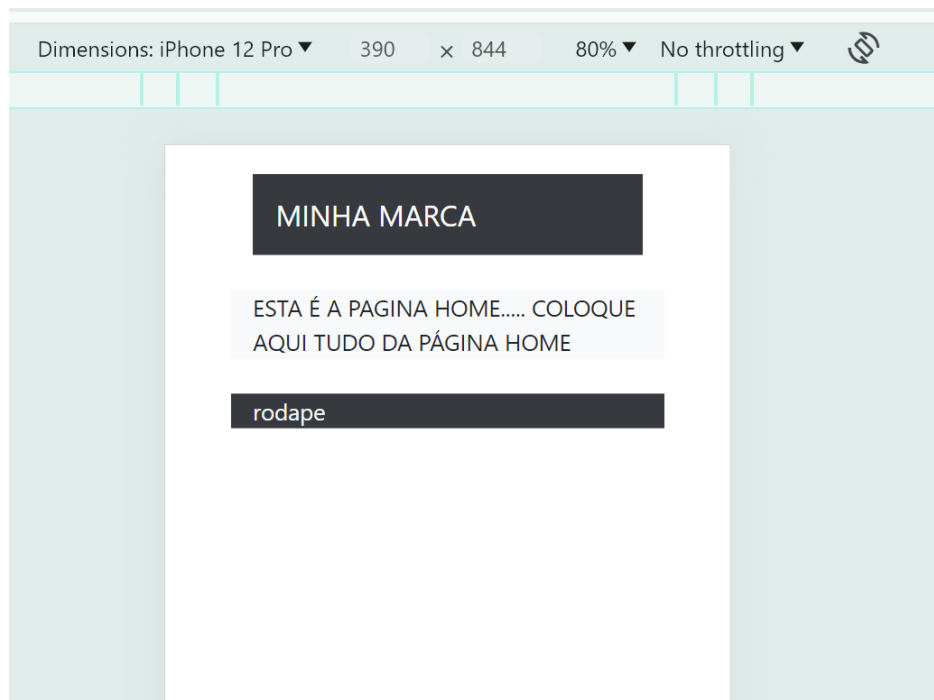 Dimensions: iPhone 12 Pro ▼ 390 × 844 80% ▼ No throttling ▼
MINHA MARCA
ESTA É A PAGINA HOME..... COLOQUE
AQUI TUDO DA PÁGINA HOME
rodape